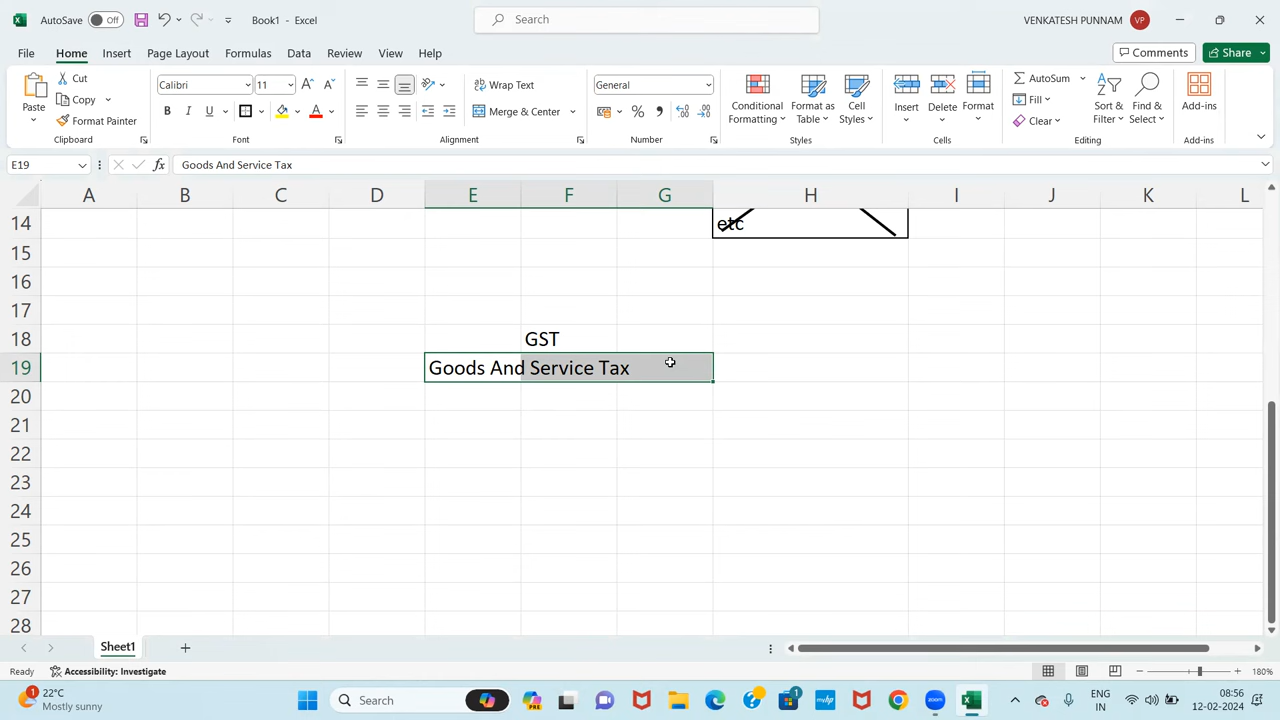 AutoSave Off Book1 - Excel Search VENKATESH PUNNAM VP
File Home Insert Page Layout Formulas Data Review View Help Comments Share
Paste Cut Copy Format Painter
Calibri 11
B I U A
Wrap Text
Merge & Center
General
Conditional Formatting
Format as Table
Cell Styles
Insert Delete Format
AutoSum
Fill
Clear
Sort & Filter
Find & Select
Add-ins
Clipboard Font Alignment Number Styles Cells Editing Add-ins
E19 fx Goods And Service Tax
A B C D E F G H I J K L
14 etc
15
16
17
18 GST
19 Goods And Service Tax
20
21
22
23
24
25
26
27
28
Sheet1
Ready Accessibility: Investigate 180%
1 22°C Mostly sunny
Search
zoom
ENG IN
08:56
12-02-2024